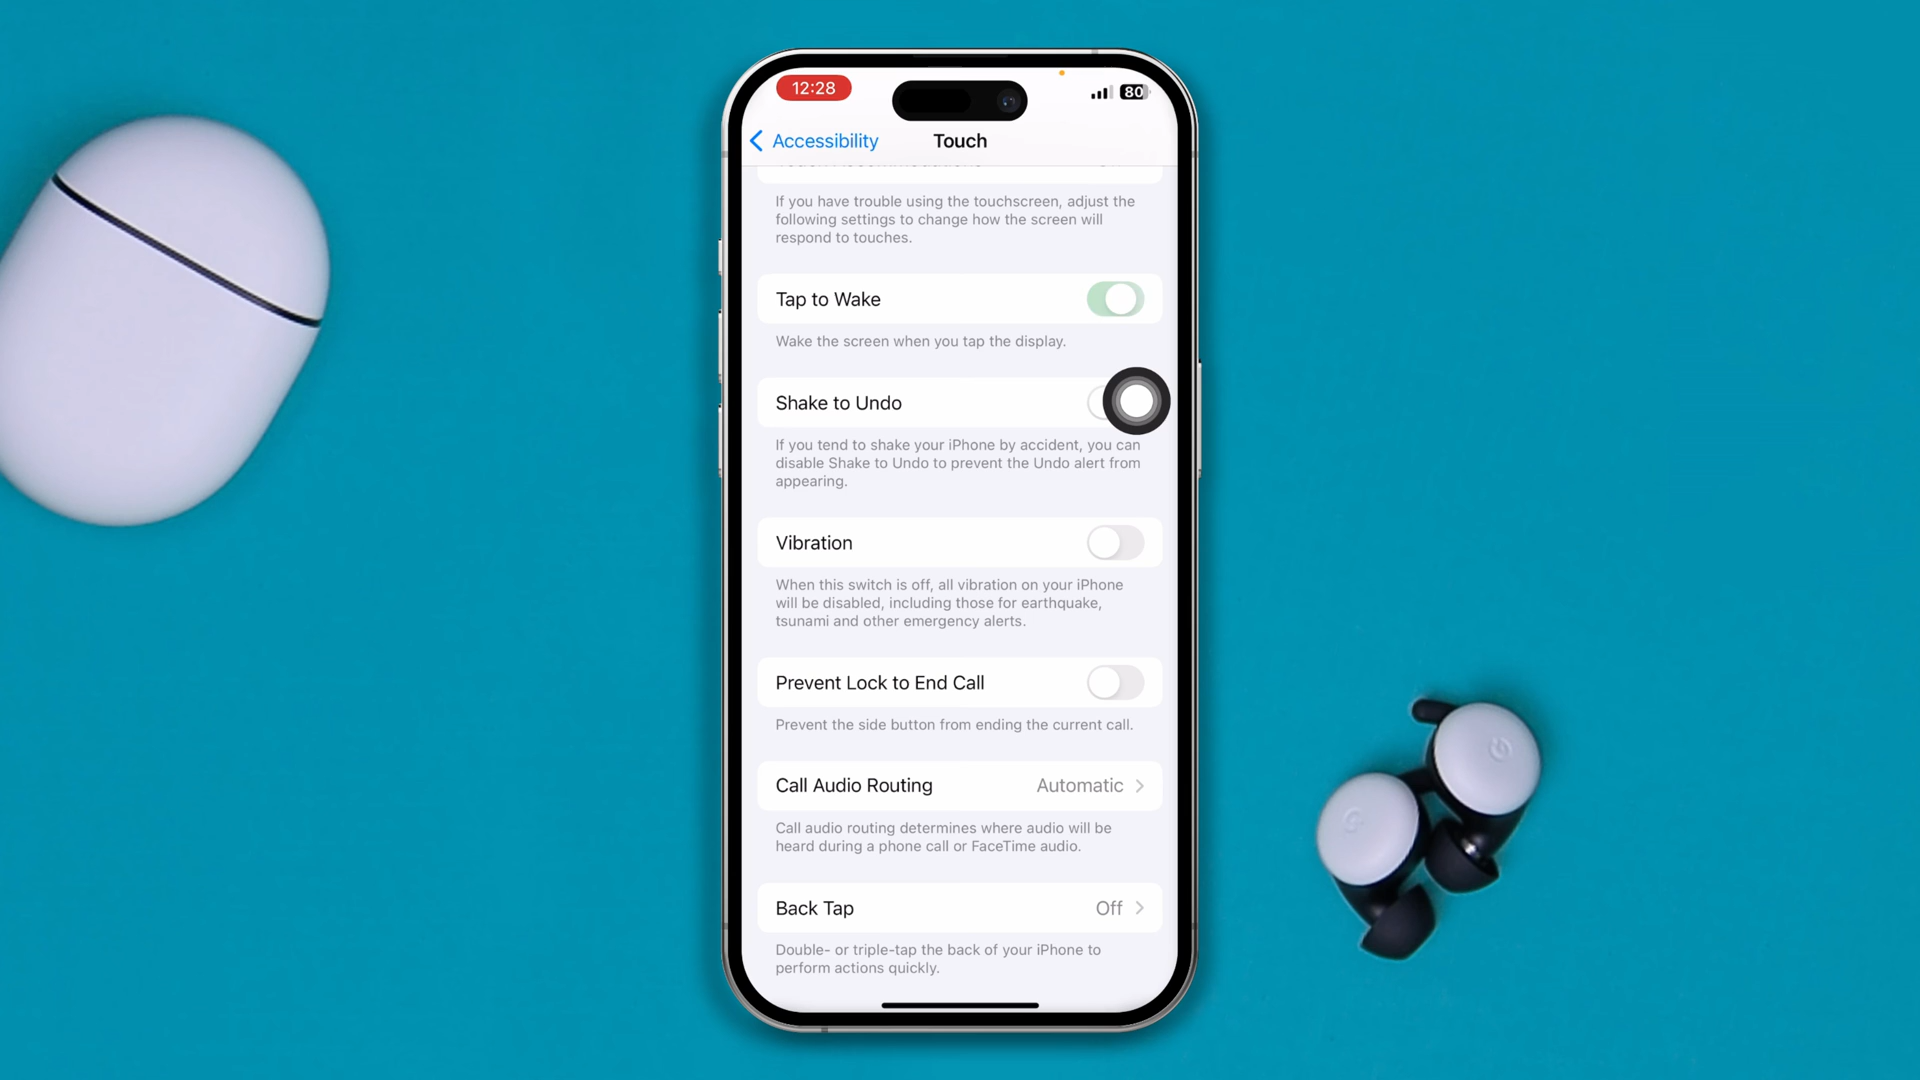 12:28
80
Accessibility
Touch
If you have trouble using the touchscreen, adjust the
following settings to change how the screen will
respond to touches.
Tap to Wake
Wake the screen when you tap the display.
Shake to Undo
If you tend to shake your iPhone by accident, you can
disable Shake to Undo to prevent the Undo alert from
appearing.
Vibration
When this switch is off, all vibration on your iPhone
will be disabled, including those for earthquake,
tsunami and other emergency alerts.
Prevent Lock to End Call
Prevent the side button from ending the current call.
Call Audio Routing
Automatic
Call audio routing determines where audio will be
heard during a phone call or FaceTime audio.
Back Tap
Off
Double- or triple-tap the back of your iPhone to
perform actions quickly.